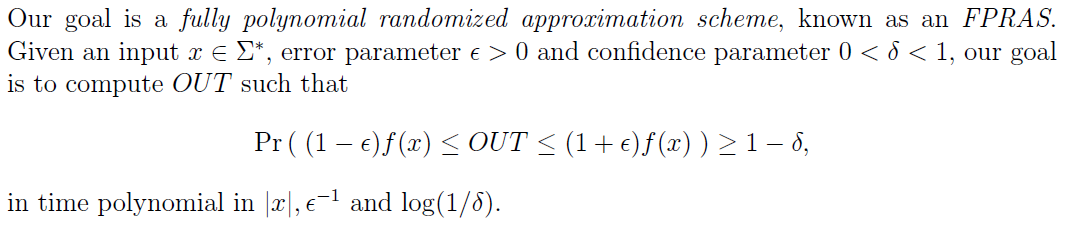 Our goal is a fully polynomial randomized approximation scheme, known as an FPRAS.
Given an input x ∈ Σ*, error parameter ϵ > 0 and confidence parameter 0 < δ < 1, our goal
is to compute OUT such that
Pr ( (1 − ϵ)f(x) ≤ OUT ≤ (1 + ϵ)f(x) ) ≥ 1 − δ,
in time polynomial in |x|, ϵ⁻¹ and log(1/δ).